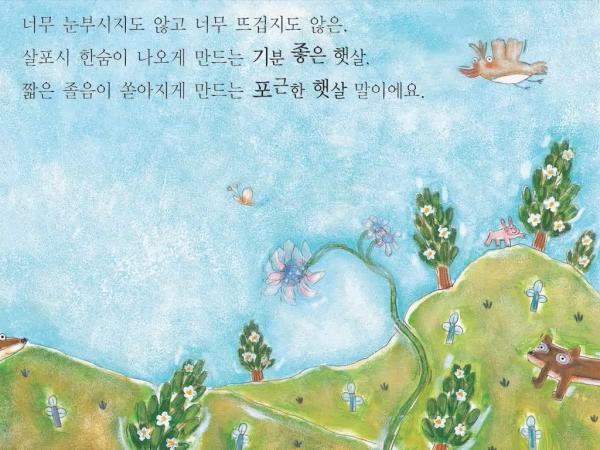 너무 눈부시지도 않고 너무 뜨겁지도 않은,
살포시 한숨이 나오게 만드는 기분 좋은 햇살.
짧은 졸음이 쏟아지게 만드는 포근한 햇살 말이에요.